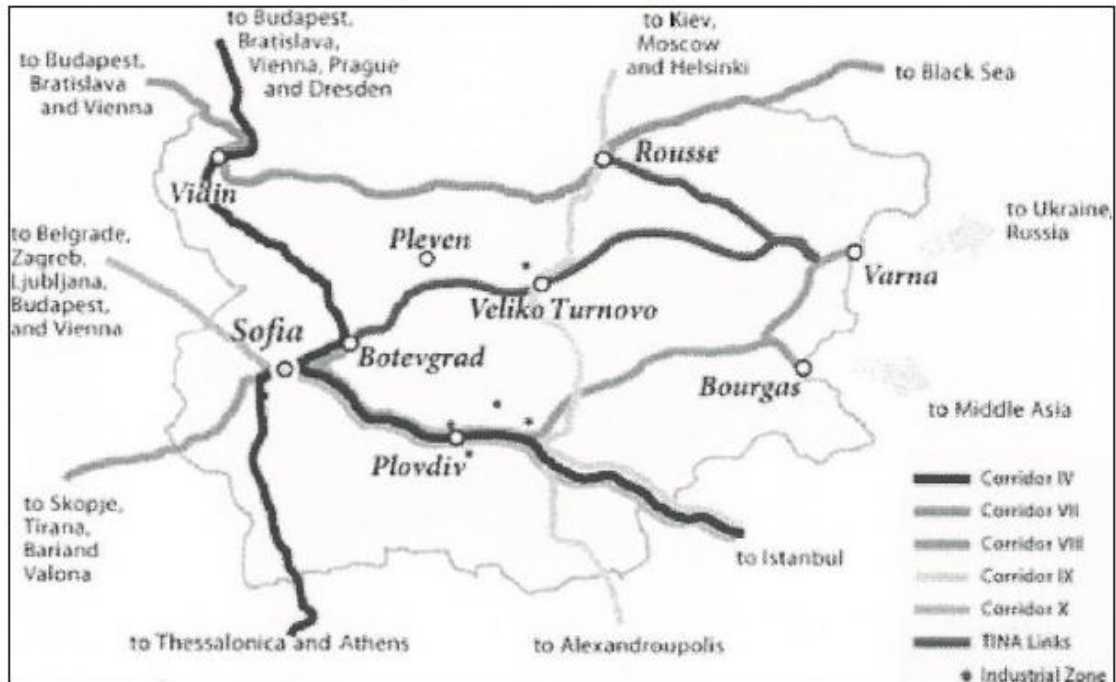 to Budapest,
Bratislava,
Vienna, Prague
and Dresden
to Budapest,
Bratislava
and Vienna
to Kiev,
Moscow
and Helsinki
to Black Sea
Rousse
Vidin
to Ukraine,
Russia
to Belgrade,
Zagreb,
Ljubljana,
Budapest,
and Vienna
Pleven
Varna
Veliko Turnovo
Sofia
Botevgrad
Bourgas
to Middle Asia
Plovdiv
to Skopje,
Tirana,
Bariand
Valona
to Istanbul
to Thessalonica and Athens
to Alexandroupolis
Corridor IV
Corridor VII
Corridor VIII
Corridor IX
Corridor X
TINA Links
Industrial Zone